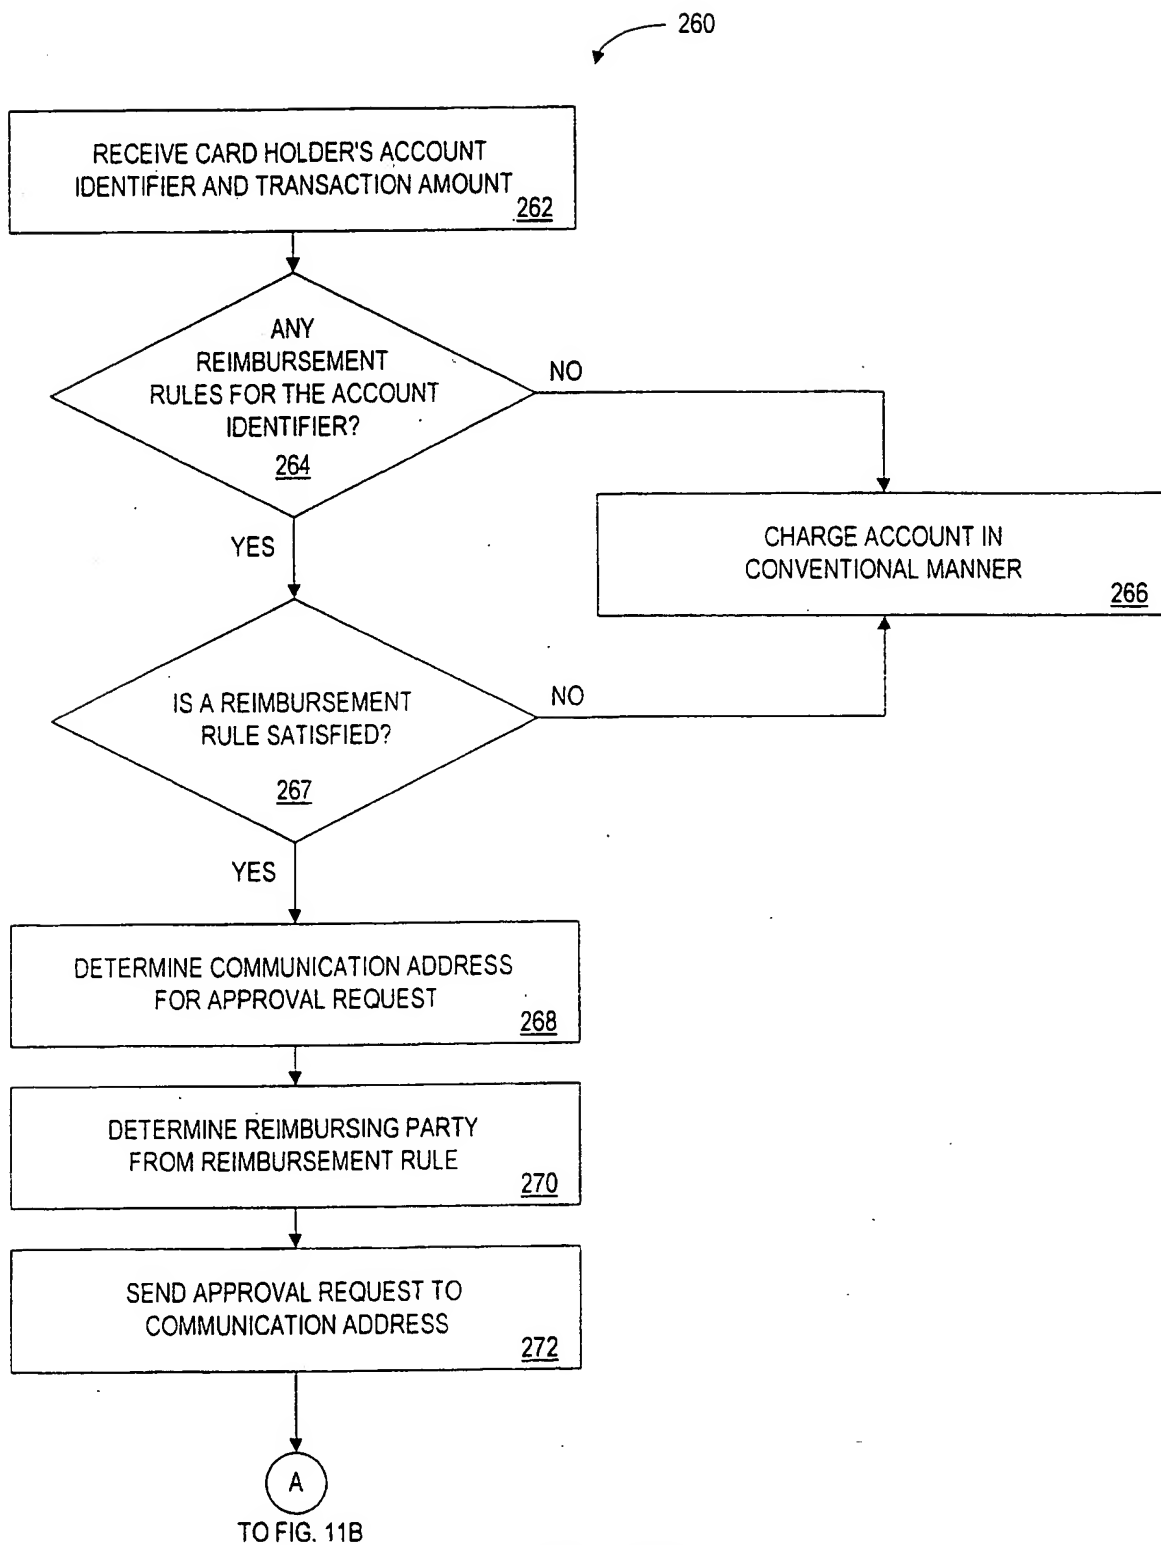 260
RECEIVE CARD HOLDER'S ACCOUNT
IDENTIFIER AND TRANSACTION AMOUNT
262
ANY
REIMBURSEMENT
RULES FOR THE ACCOUNT
IDENTIFIER?
264
NO
YES
CHARGE ACCOUNT IN
CONVENTIONAL MANNER
266
IS A REIMBURSEMENT
RULE SATISFIED?
267
NO
YES
DETERMINE COMMUNICATION ADDRESS
FOR APPROVAL REQUEST
268
DETERMINE REIMBURSING PARTY
FROM REIMBURSEMENT RULE
270
SEND APPROVAL REQUEST TO
COMMUNICATION ADDRESS
272
A
TO FIG. 11B